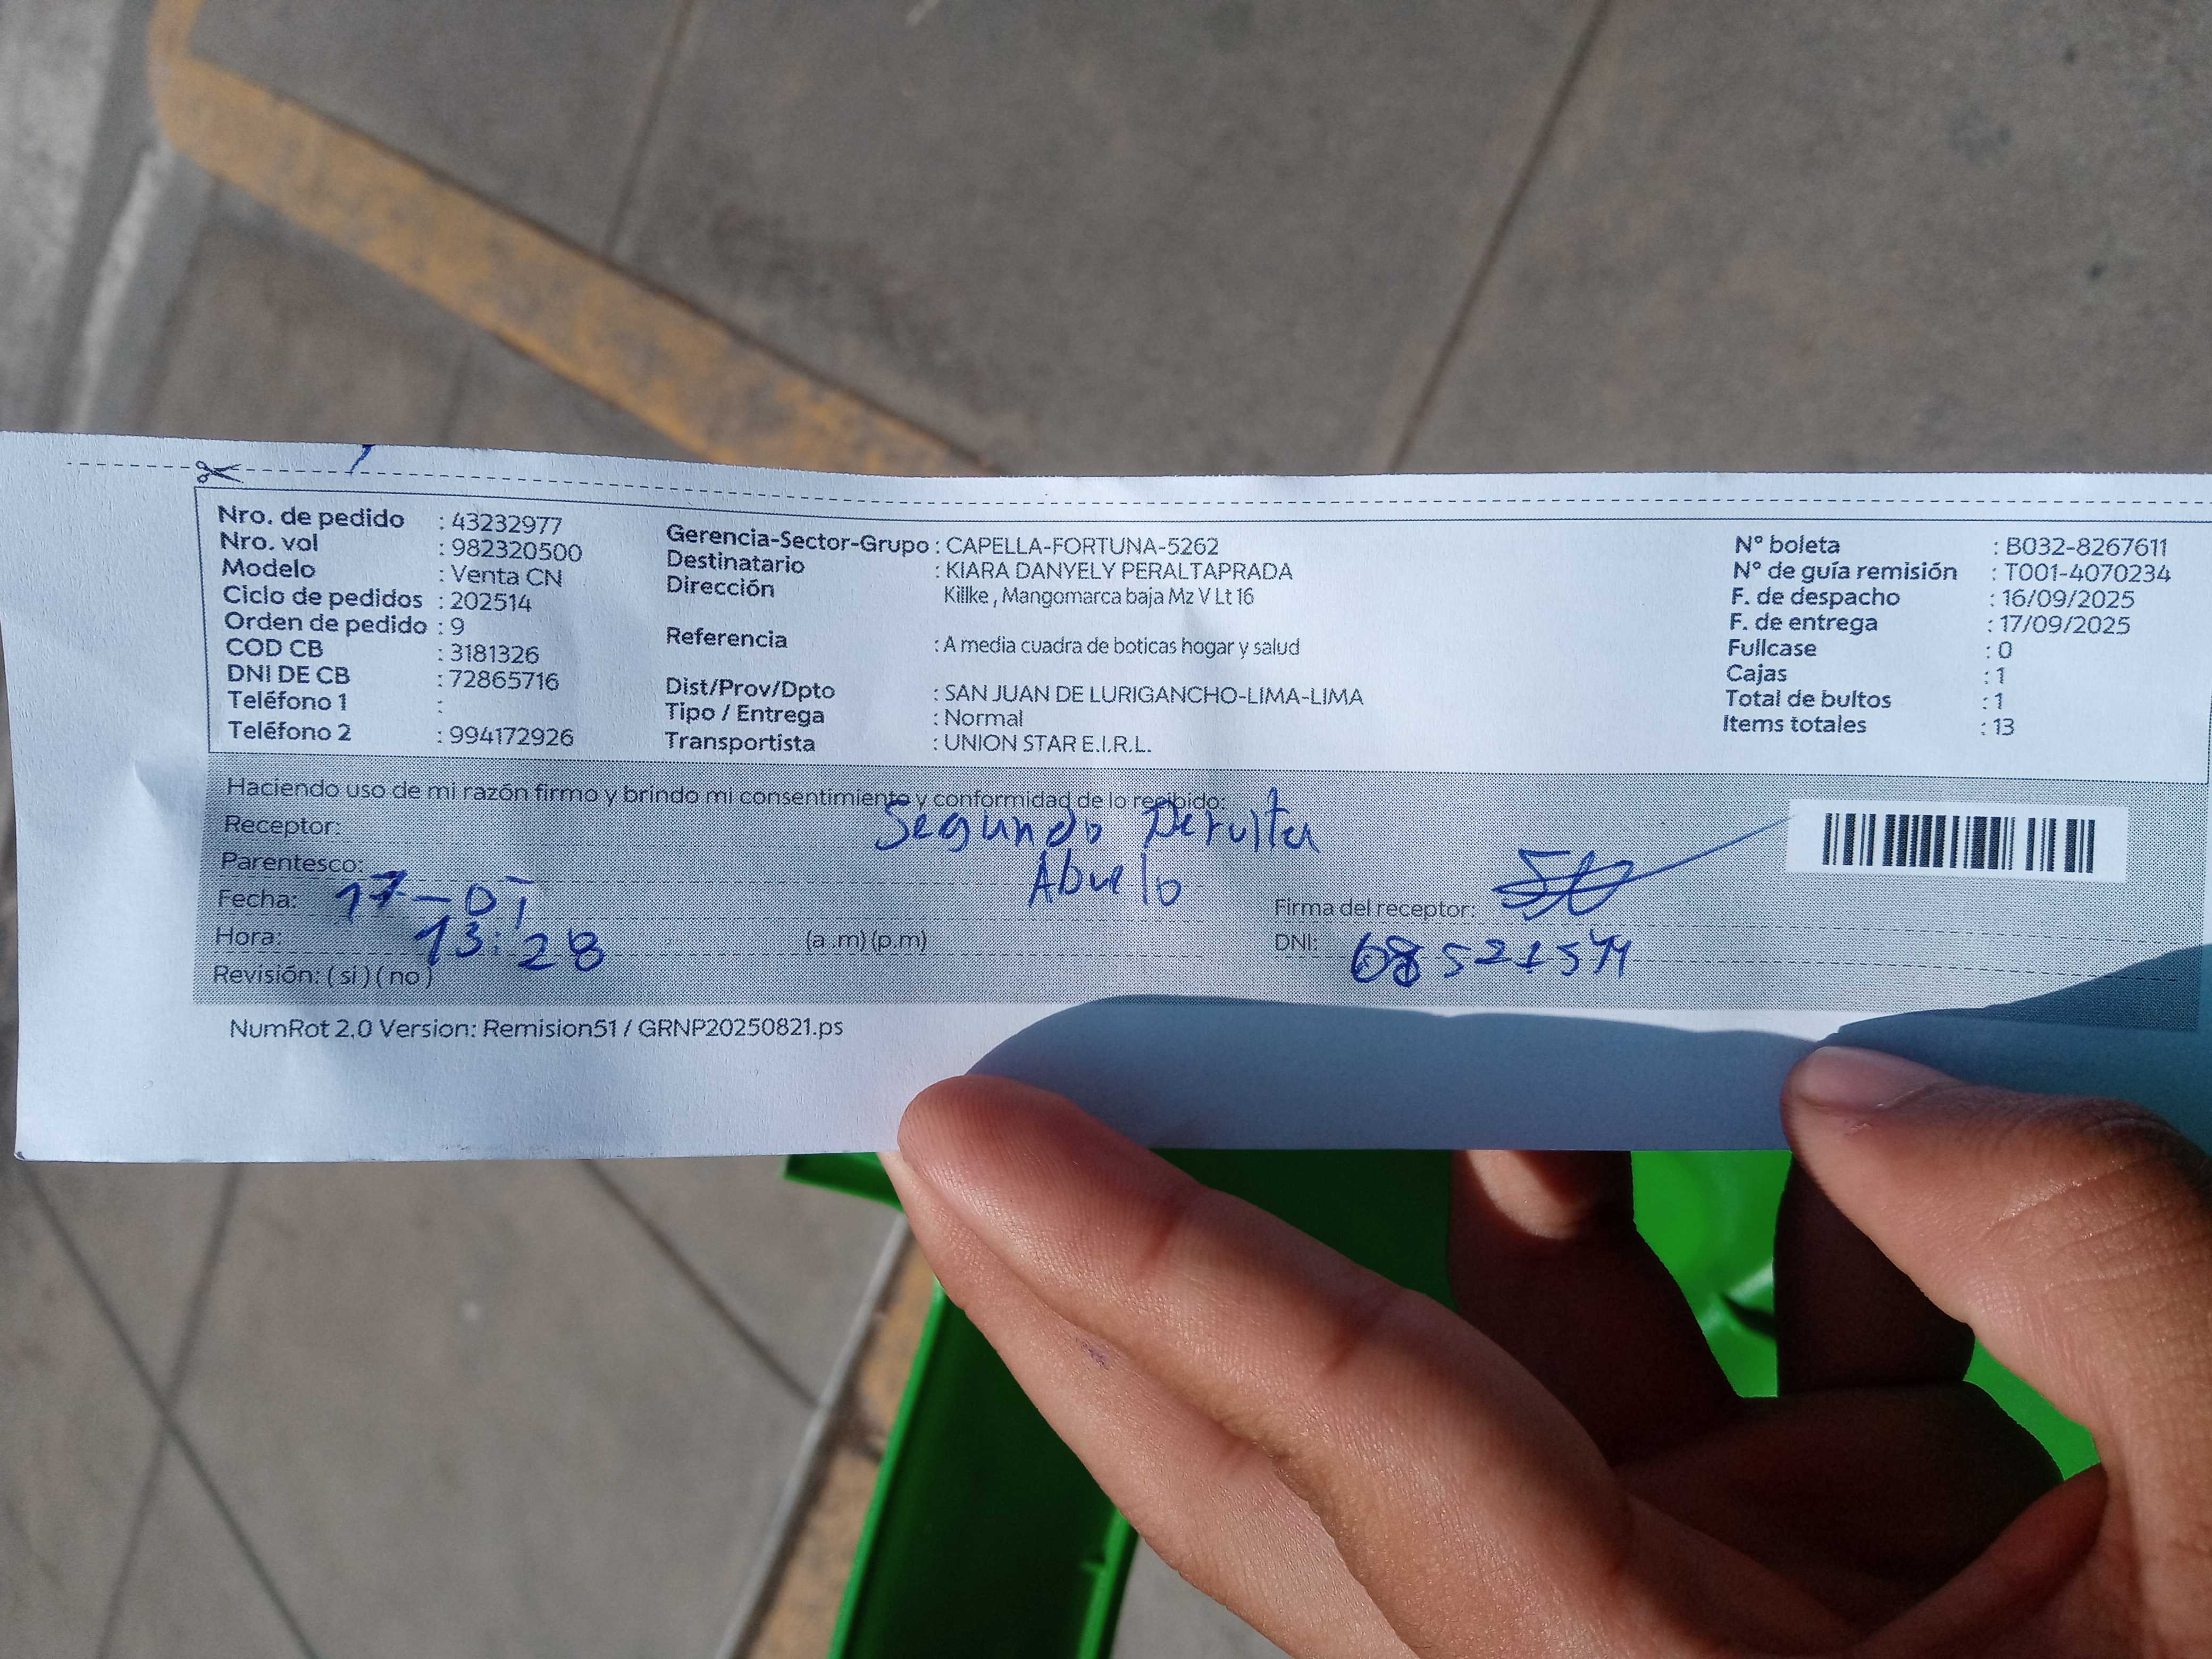 Nro. de pedido : 43232977
Nro. val : 982320500
Modelo : Venta CN
Ciclo de pedidos : 202514
Orden de pedido : 9
COD CB : 3181326
DNI DE CB : 72865716
Teléfono 1 :
Teléfono 2 : 994172926
Gerencia-Sector-Grupo : CAPELLA-FORTUNA-5262
Destinatario : KIARA DANYELY PERALTAPRADA
Dirección Killke , Mangomarca baja Mz V Lt 16
Referencia : A media cuadra de boticas hogar y salud
Dist/Prov/Dpto : SAN JUAN DE LURIGANCHO-LIMA-LIMA
Tipo / Entrega : Normal
Transportista : UNION STAR E.I.R.L.
N° boleta : B032-8267611
N° de guía remisión : T001-4070234
F. de despacho : 16/09/2025
F. de entrega : 17/09/2025
Fullcase : 0
Cajas : 1
Total de bultos : 1
Items totales : 13
Haciendo uso de mi razón firmo y brindo mi consentimiento y conformidad de lo recibido:
Receptor: Segundo
Parentesco: Abuelo
Fecha:
Hora: 13:28 (a .m) (p.m)
Revisión: ( si ) ( no )
Firma del receptor:
DNI:
NumRot 2.0 Version: Remision51 / GRNP20250821.ps